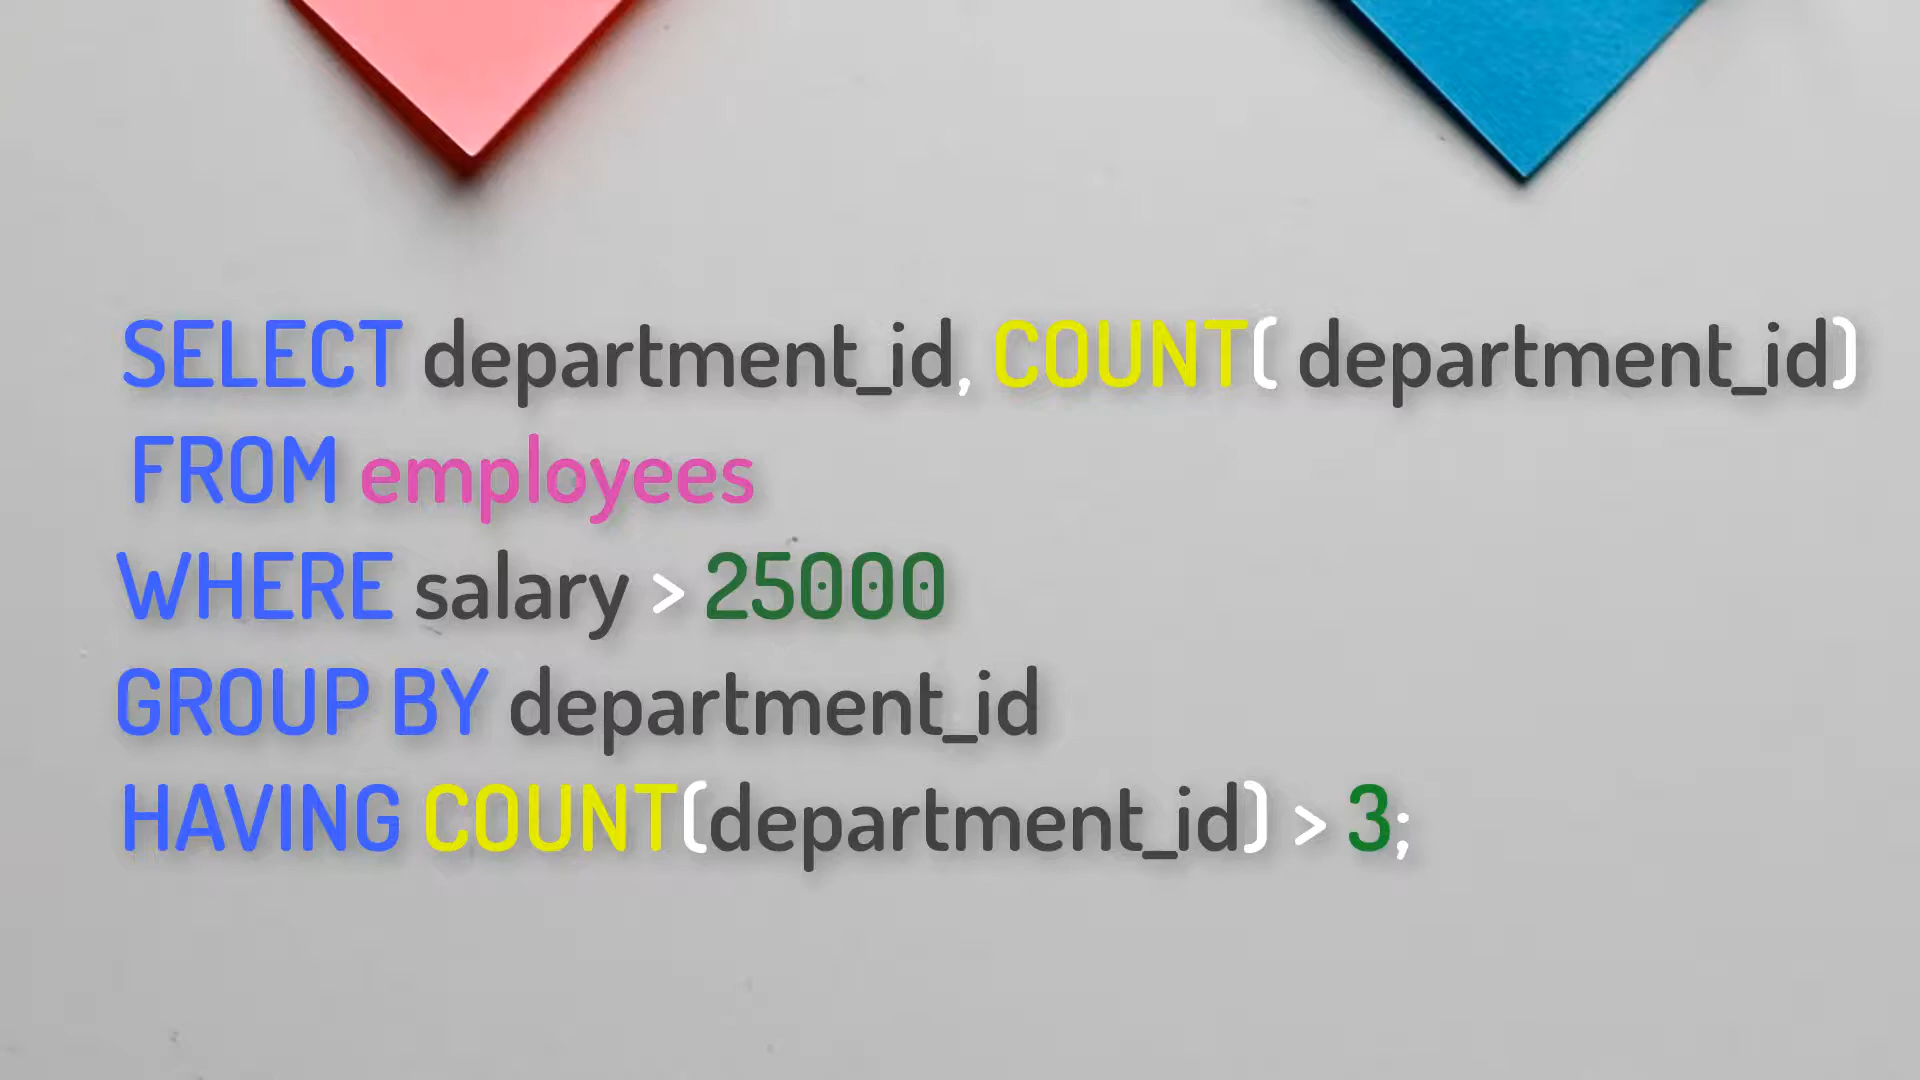 SELECT department_id, COUNT( department_id)
FROM employees
WHERE salary > 25000
GROUP BY department_id
HAVING COUNT(department_id) > 3;